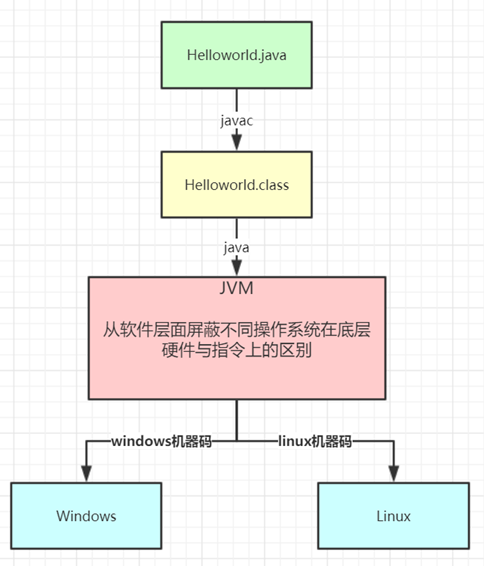 Helloworld.java
javac
Helloworld.class
java
JVM
从软件层面屏蔽不同操作系统在底层
硬件与指令上的区别
windows机器码
linux机器码
Windows
Linux